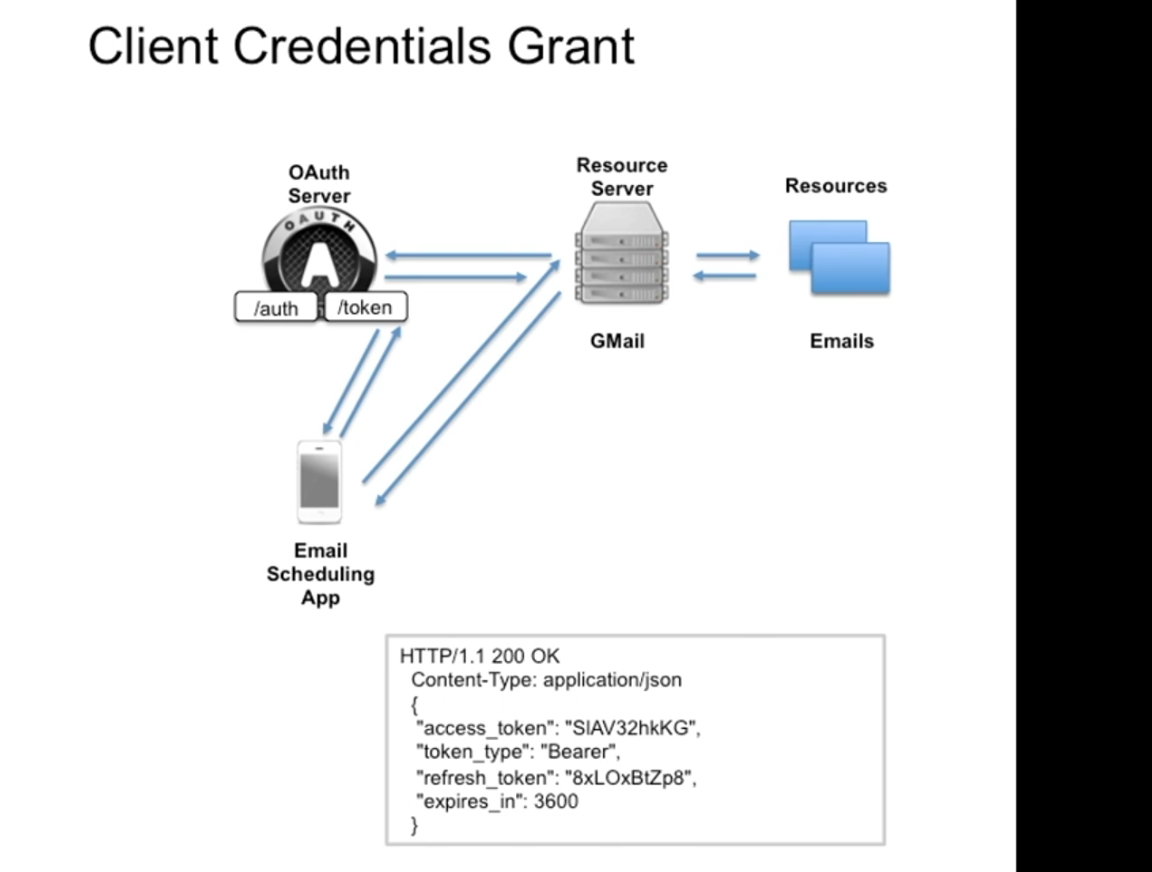 Client Credentials Grant
OAuth
Server
OAUTH
/auth
/token
Resource
Server
GMail
Resources
Emails
Email
Scheduling
App
HTTP/1.1 200 OK
Content-Type: application/json
{
"access_token": "SlAV32hkKG",
"token_type": "Bearer",
"refresh_token": "8xLOxBtZp8",
"expires_in": 3600
}